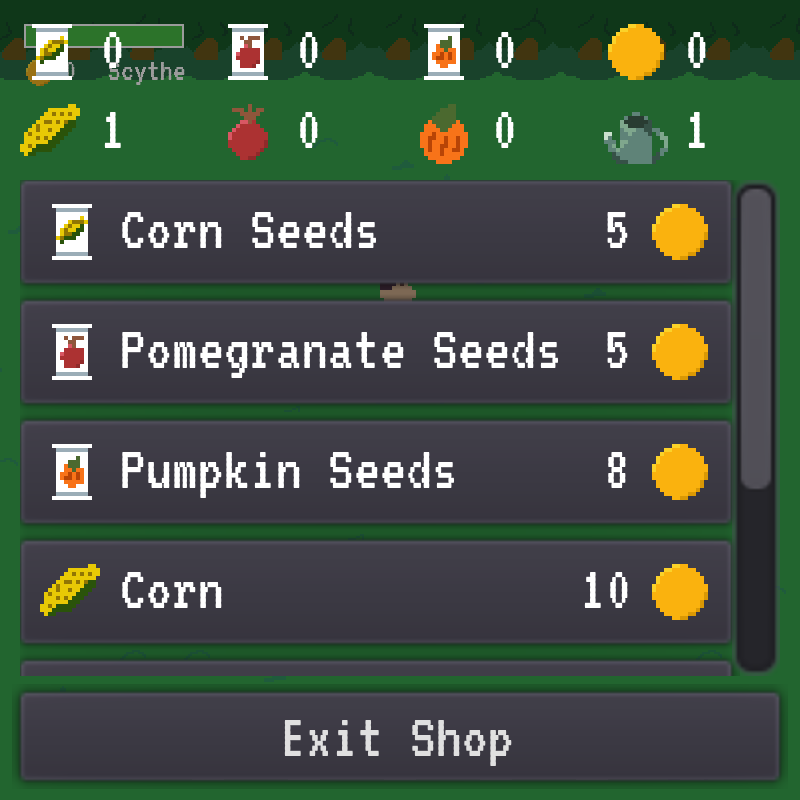 0 0 0 0
Scythe
1 0 0 1
Corn Seeds 5
Pomegranate Seeds 5
Pumpkin Seeds 8
Corn 10
Exit Shop